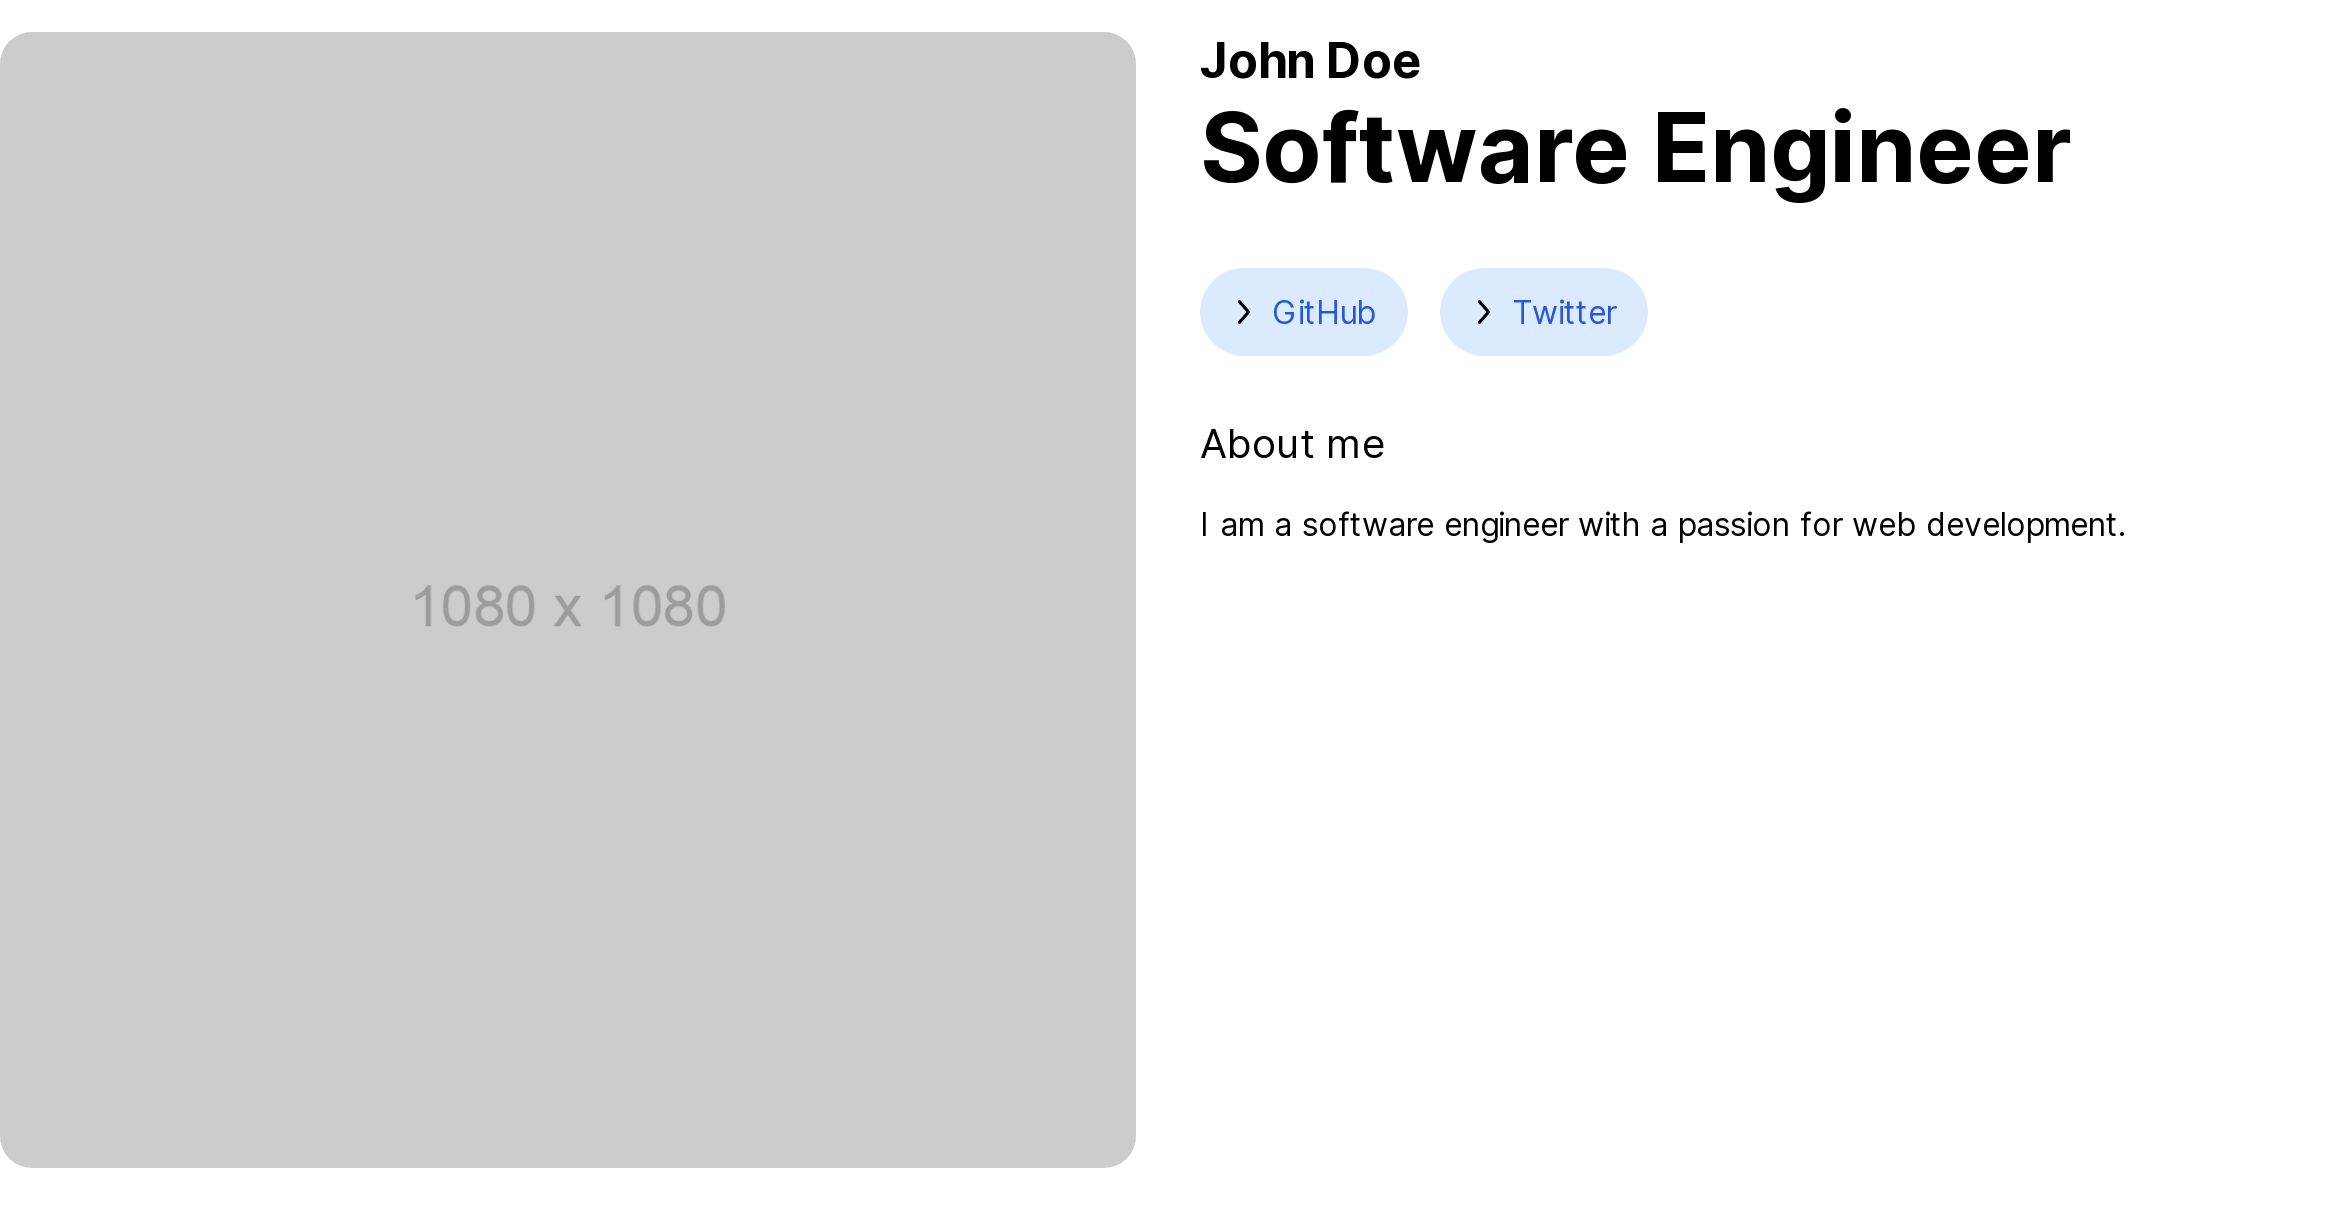 John Doe
Software Engineer
GitHub
Twitter
About me
I am a software engineer with a passion for web development.
1080 x 1080